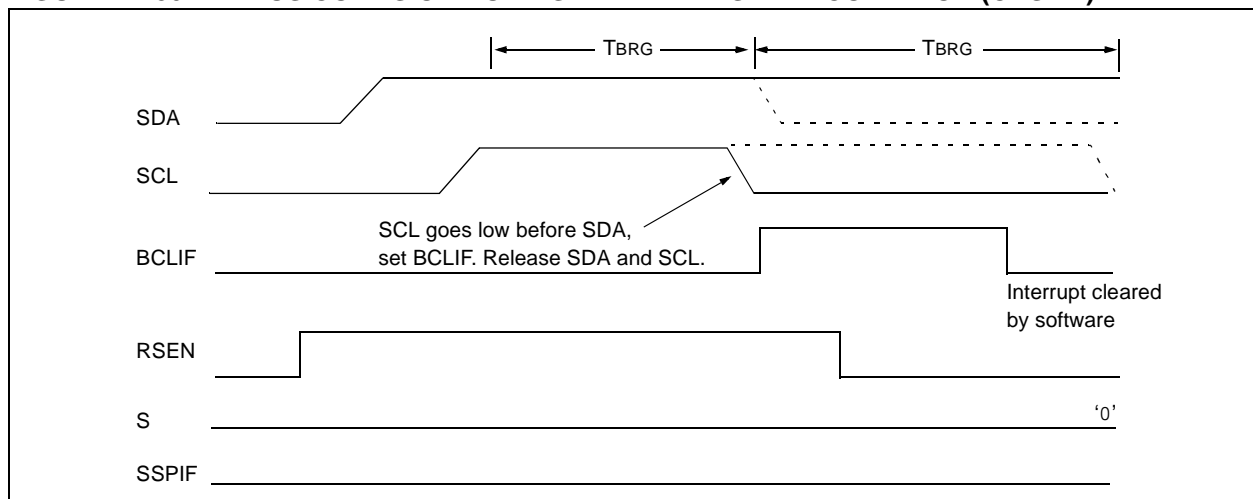 TBRG TBRG
SDA
SCL
SCL goes low before SDA,
set BCLIF. Release SDA and SCL.
BCLIF
Interrupt cleared
by software
RSEN
S
‘0’
SSPIF